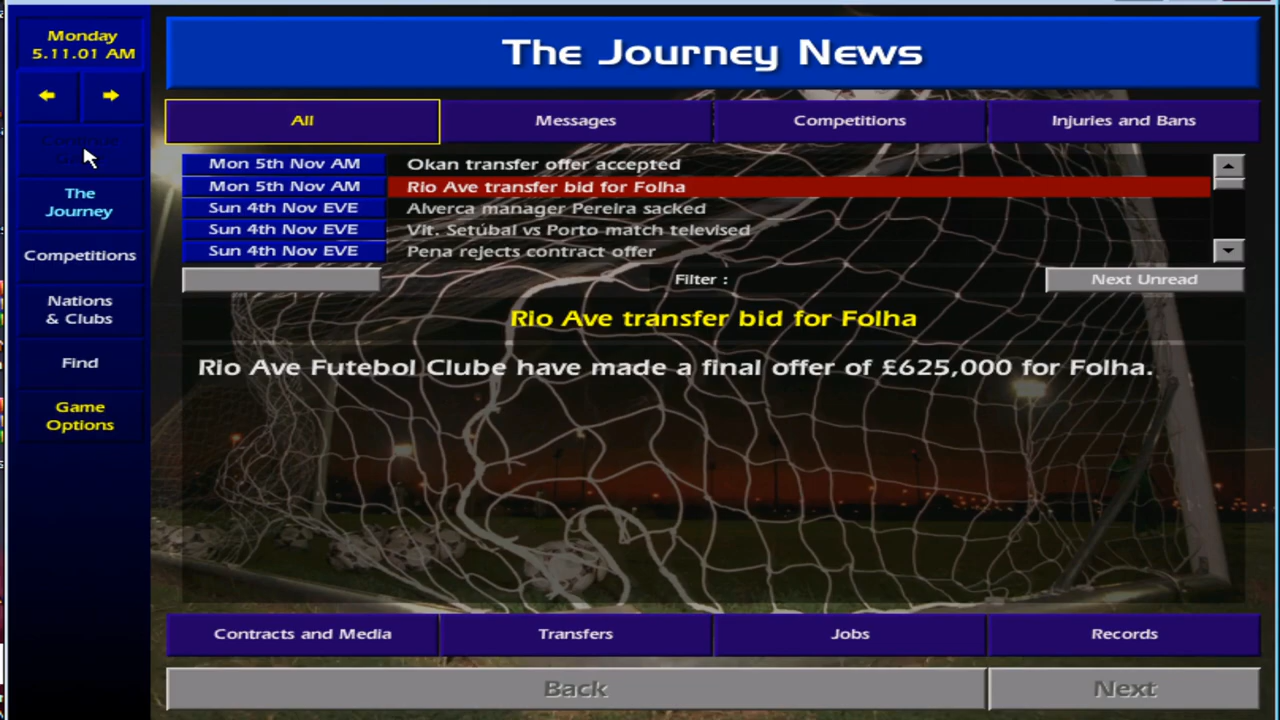 Monday
5.11.01 AM
Continue
Game
The
Journey
Competitions
Nations
& Clubs
Find
Game
Options
The Journey News
All
Messages
Competitions
Injuries and Bans
Mon 5th Nov AM Okan transfer offer accepted
Mon 5th Nov AM Rio Ave transfer bid for Folha
Sun 4th Nov EVE Alverca manager Pereira sacked
Sun 4th Nov EVE Vit. Setúbal vs Porto match televised
Sun 4th Nov EVE Pena rejects contract offer
Filter :
Next Unread
Rio Ave transfer bid for Folha
Rio Ave Futebol Clube have made a final offer of £625,000 for Folha.
Contracts and Media
Transfers
Jobs
Records
Back
Next